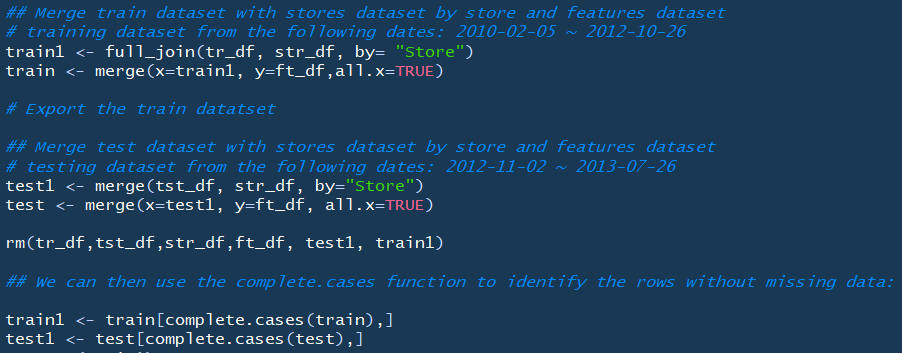 ## Merge train dataset with stores dataset by store and features dataset
# training dataset from the following dates: 2010-02-05 ~ 2012-10-26
train1 <- full_join(tr_df, str_df, by= "Store")
train <- merge(x=train1, y=ft_df,all.x=TRUE)
# Export the train datatset
## Merge test dataset with stores dataset by store and features dataset
# testing dataset from the following dates: 2012-11-02 ~ 2013-07-26
test1 <- merge(tst_df, str_df, by="Store")
test <- merge(x=test1, y=ft_df, all.x=TRUE)
rm(tr_df,tst_df,str_df,ft_df, test1, train1)
## We can then use the complete.cases function to identify the rows without missing data:
train1 <- train[complete.cases(train),]
test1 <- test[complete.cases(test),]